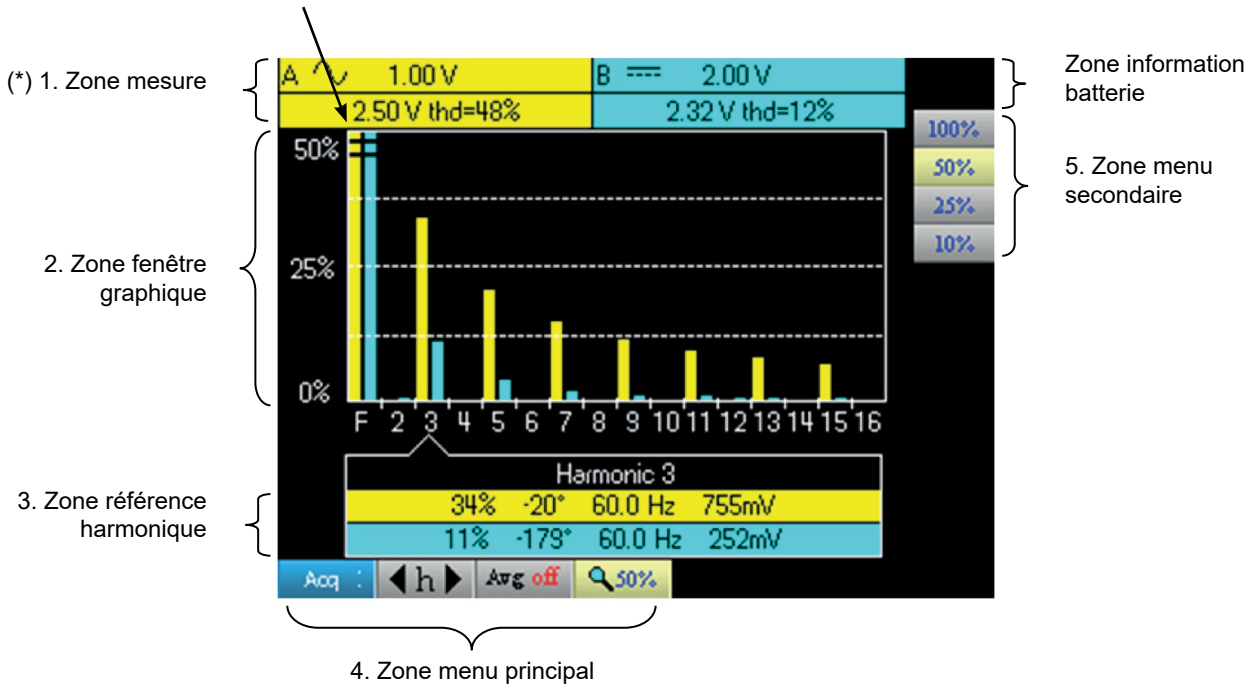 (*) 1. Zone mesure
A 1.00 V
B 2.00 V
2.50 V thd=48%
2.32 V thd=12%
Zone information
batterie
100%
50%
25%
10%
5. Zone menu
secondaire
2. Zone fenêtre
graphique
50%
25%
0%
F 2 3 4 5 6 7 8 9 10 11 12 13 14 15 16
3. Zone référence
harmonique
Harmonic 3
34% -20° 60.0 Hz 755mV
11% -179° 60.0 Hz 252mV
Acq : h Avg off 50%
4. Zone menu principal